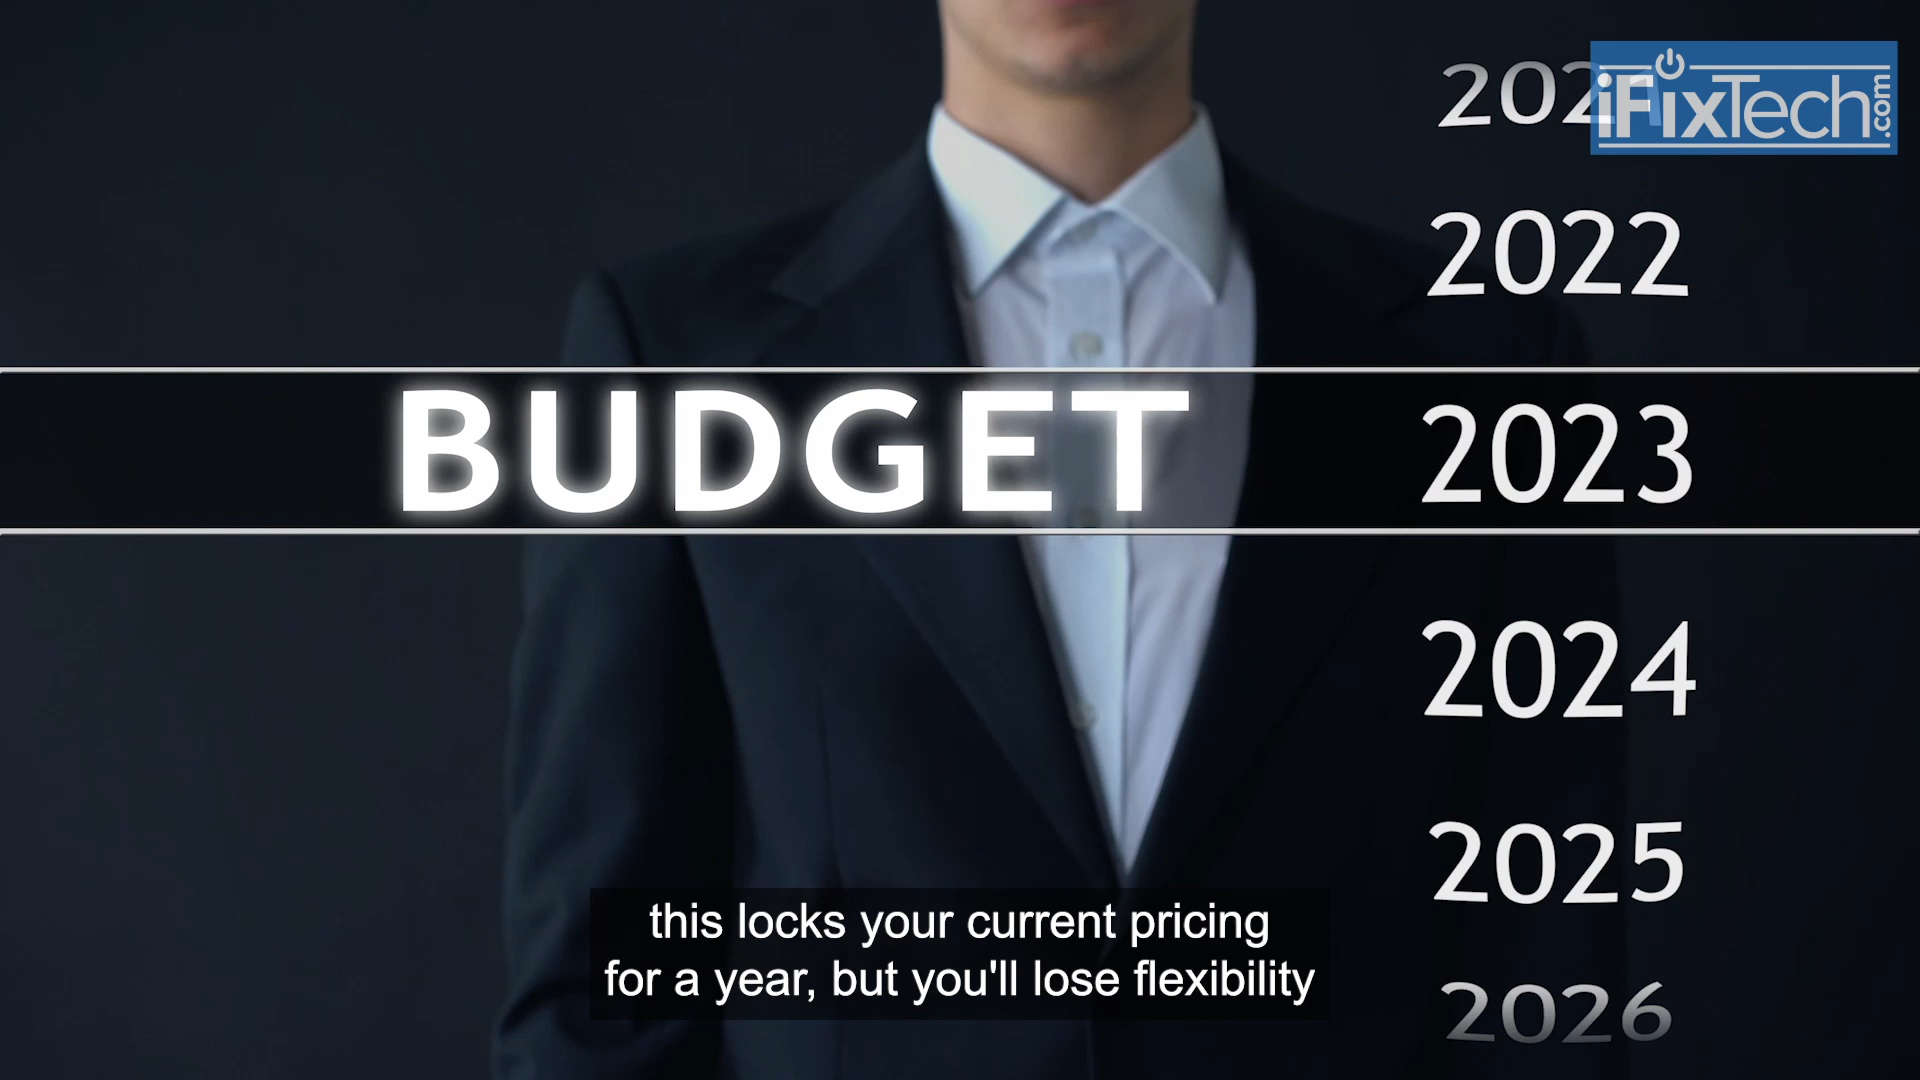 iFixTech.com
2022
BUDGET 2023
2024
2025
2026
this locks your current pricing
for a year, but you'll lose flexibility